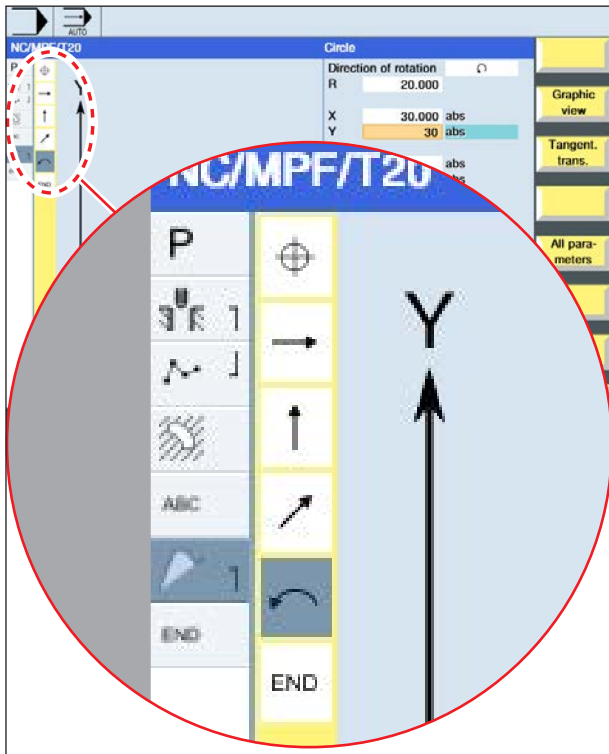 AUTO
NC/MPF/T20
Circle
Direction of rotation
R 20.000
X 30.000 abs
Y 30 abs
abs
abs
Graphic
view
Tangent.
trans.
All para-
meters
P
Y
END
NC/MPF/T20
P
Y
ABC
END
END